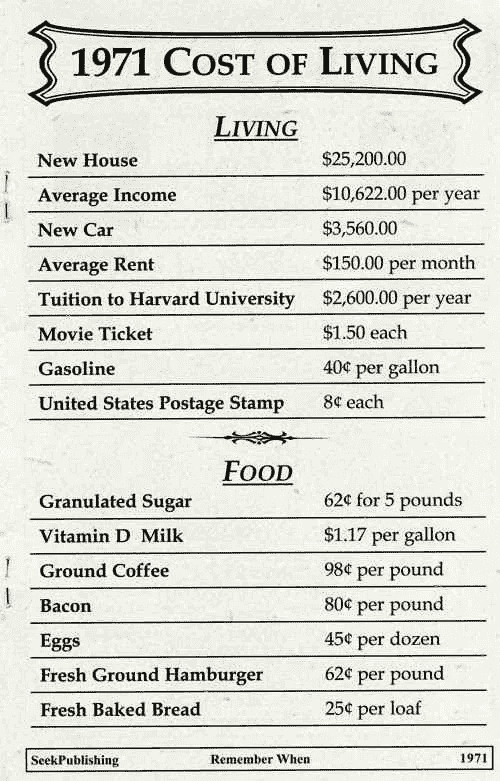 1971 COST OF LIVING
LIVING
New House $25,200.00
Average Income $10,622.00 per year
New Car $3,560.00
Average Rent $150.00 per month
Tuition to Harvard University $2,600.00 per year
Movie Ticket $1.50 each
Gasoline 40¢ per gallon
United States Postage Stamp 8¢ each
FOOD
Granulated Sugar 62¢ for 5 pounds
Vitamin D Milk $1.17 per gallon
Ground Coffee 98¢ per pound
Bacon 80¢ per pound
Eggs 45¢ per dozen
Fresh Ground Hamburger 62¢ per pound
Fresh Baked Bread 25¢ per loaf
SeekPublishing Remember When 1971